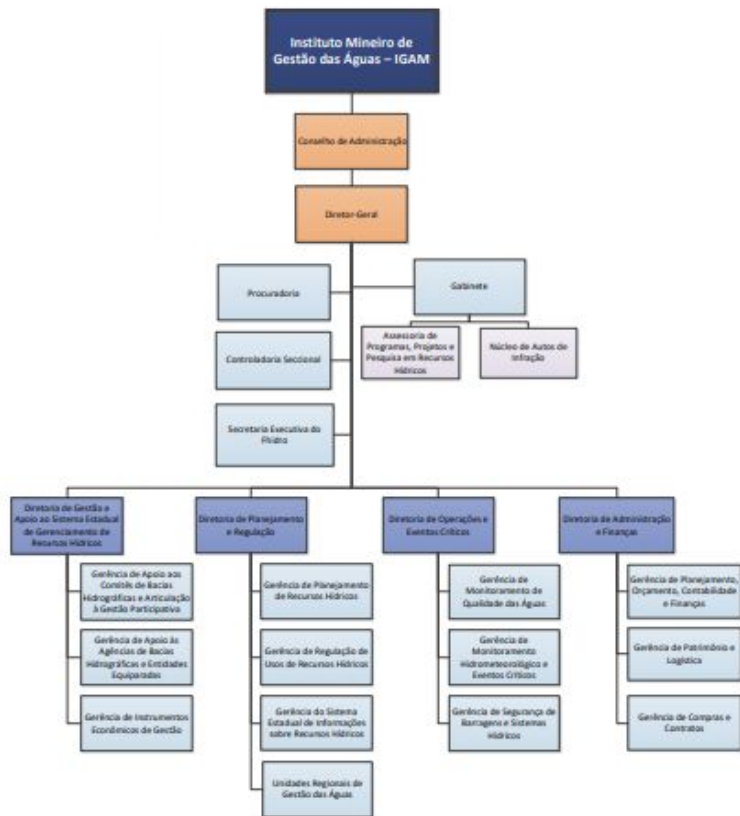 Instituto Mineiro de
Gestão das Águas – IGAM
Conselho de Administração
Diretor-Geral
Procuradoria
Gabinete
Assessoria de
Programas, Projetos e
Pesquisa em Recursos
Hídricos
Núcleo de Autos de
Infração
Controladoria Seccional
Secretaria Executiva do
Fhidro
Diretoria de Gestão e
Apoio ao Sistema Estadual
de Gerenciamento de
Recursos Hídricos
Diretoria de Planejamento
e Regulação
Diretoria de Operações e
Eventos Críticos
Diretoria de Administração
e Finanças
Gerência de Apoio aos
Comitês de Bacias
Hidrográficas e Articulação
à Gestão Participativa
Gerência de Planejamento
de Recursos Hídricos
Gerência de
Monitoramento de
Qualidade das Águas
Gerência de Planejamento,
Orçamento, Contabilidade
e Finanças
Gerência de Apoio às
Agências de Bacias
Hidrográficas e Entidades
Equiparadas
Gerência de Regulação de
Usos de Recursos Hídricos
Gerência de
Monitoramento
Hidrometeorológico e
Eventos Críticos
Gerência de Patrimônio e
Logística
Gerência de Instrumentos
Econômicos de Gestão
Gerência do Sistema
Estadual de Informações
sobre Recursos Hídricos
Gerência de Segurança de
Barragens e Sistemas
Hídricos
Gerência de Compras e
Contratos
Unidades Regionais de
Gestão das Águas